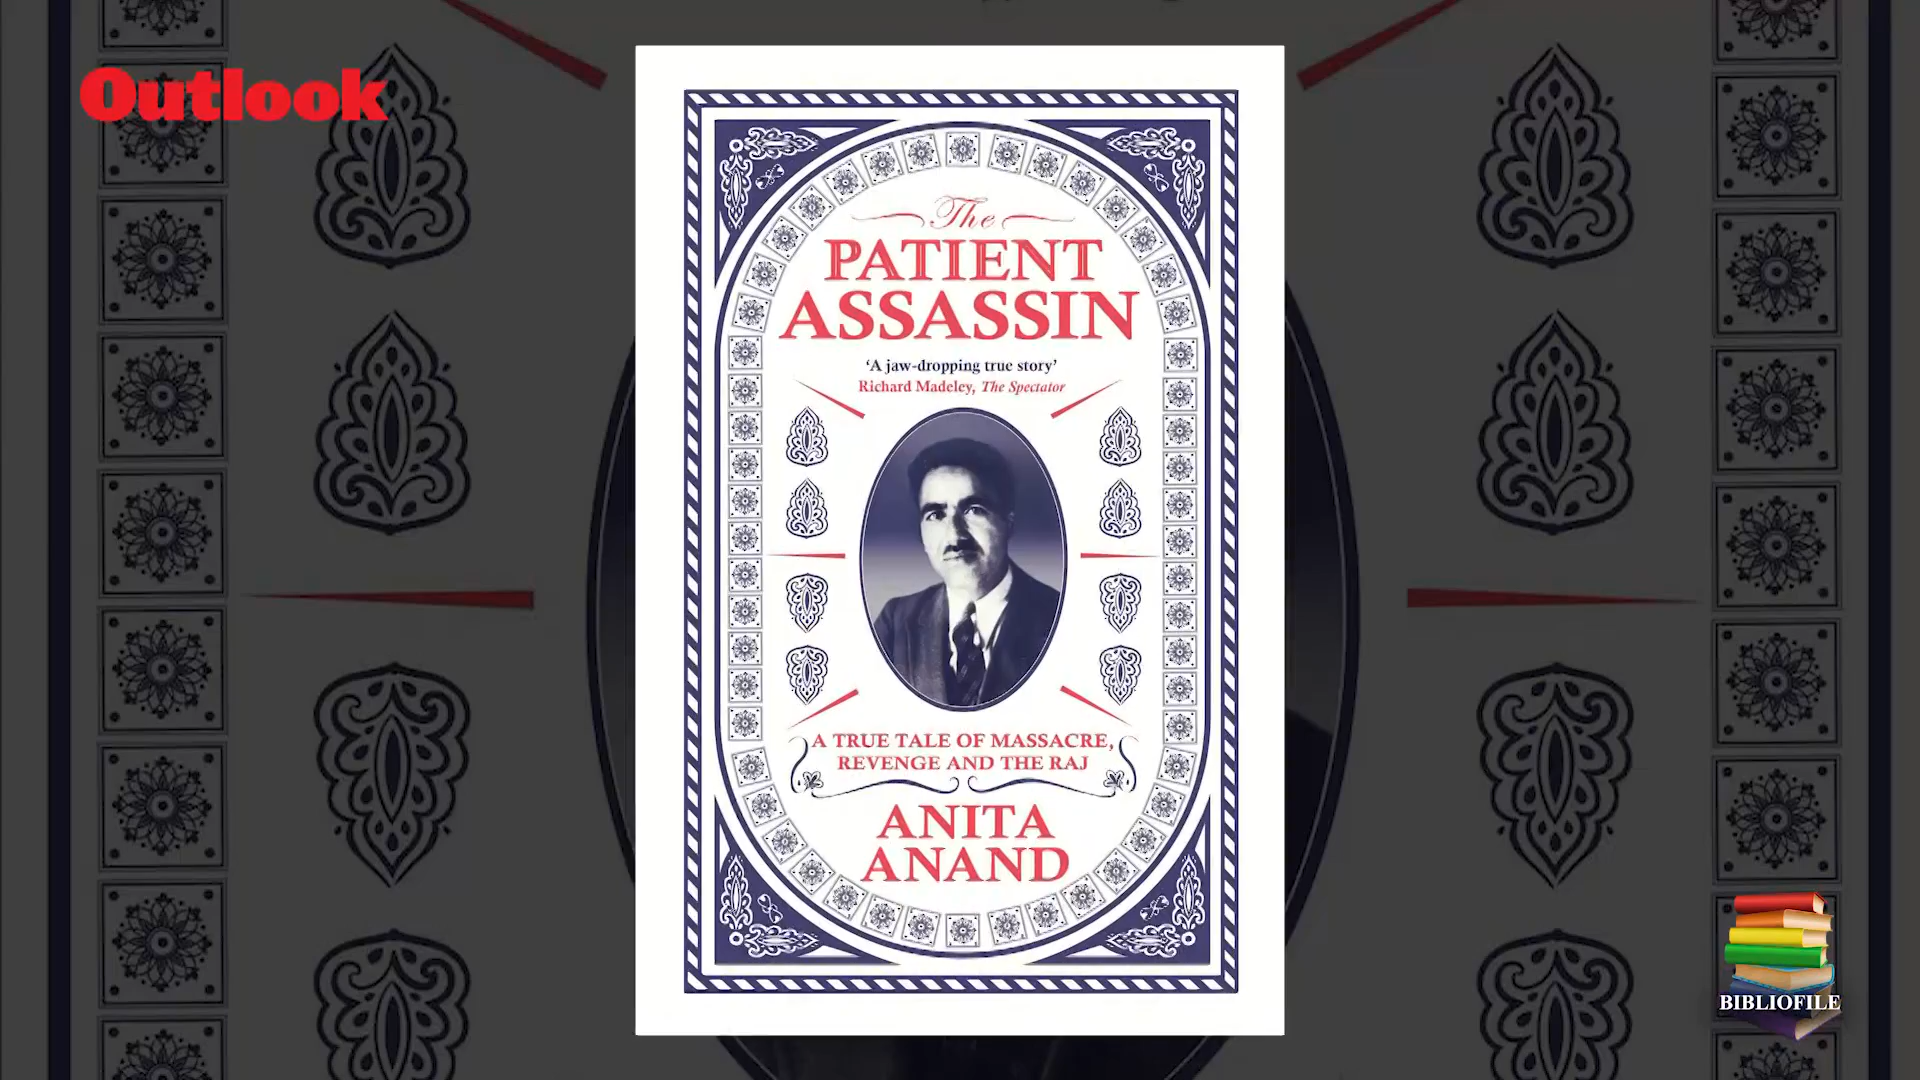 Outlook
The
PATIENT
ASSASSIN
‘A jaw-dropping true story’
Richard Madeley, The Spectator
A TRUE TALE OF MASSACRE,
REVENGE AND THE RAJ
ANITA
ANAND
BIBLIOFILE